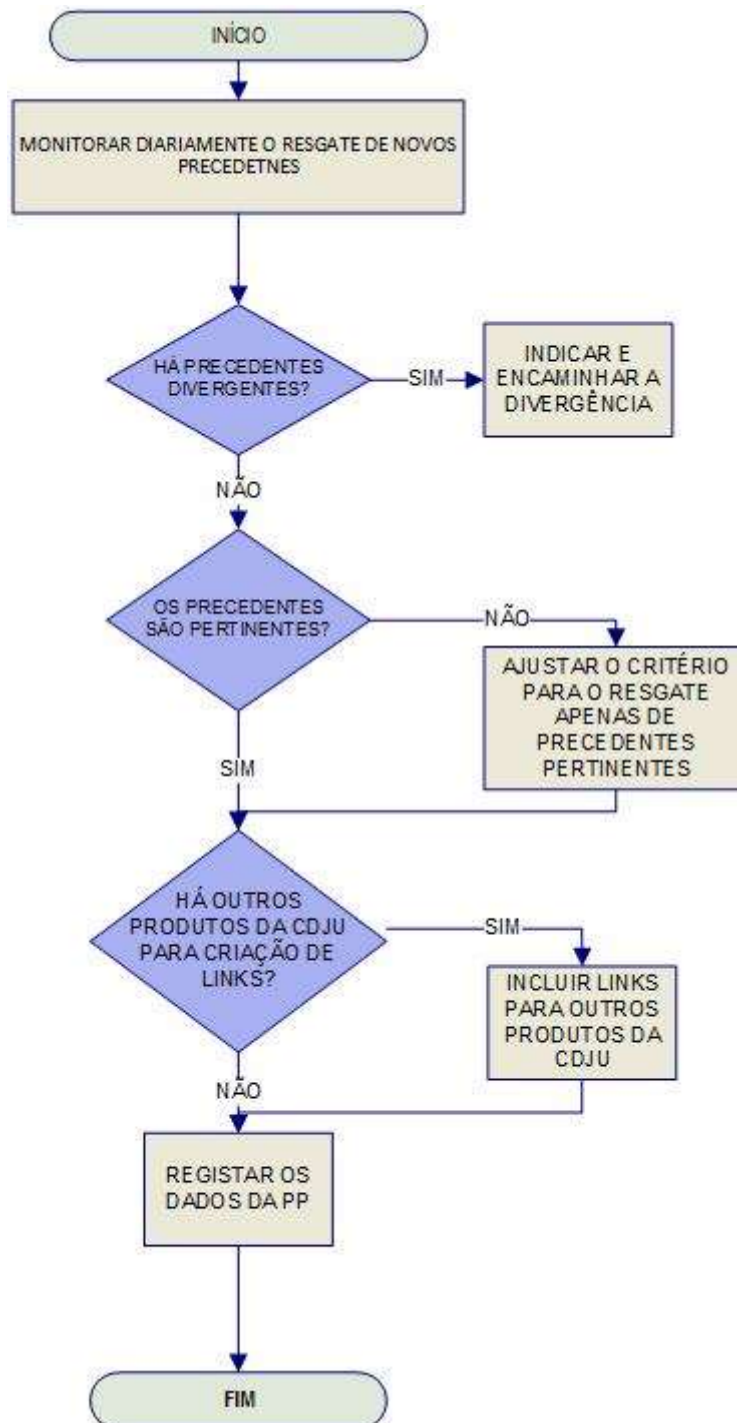 INÍCIO
MONITORAR DIARIAMENTE O RESGATE DE NOVOS
PRECEDETNES
HÁ PRECEDENTES
DIVERGENTES?
SIM
INDICAR E
ENCAMINHAR A
DIVERGÊNCIA
NÃO
OS PRECEDENTES
SÃO PERTINENTES?
NÃO
AJUSTAR O CRITÉRIO
PARA O RESGATE
APENAS DE
PRECEDENTES
PERTINENTES
SIM
HÁ OUTROS
PRODUTOS DA CDJU
PARA CRIAÇÃO DE
LINKS?
SIM
INCLUIR LINKS
PARA OUTROS
PRODUTOS DA
CDJU
NÃO
REGISTAR OS
DADOS DA PP
FIM